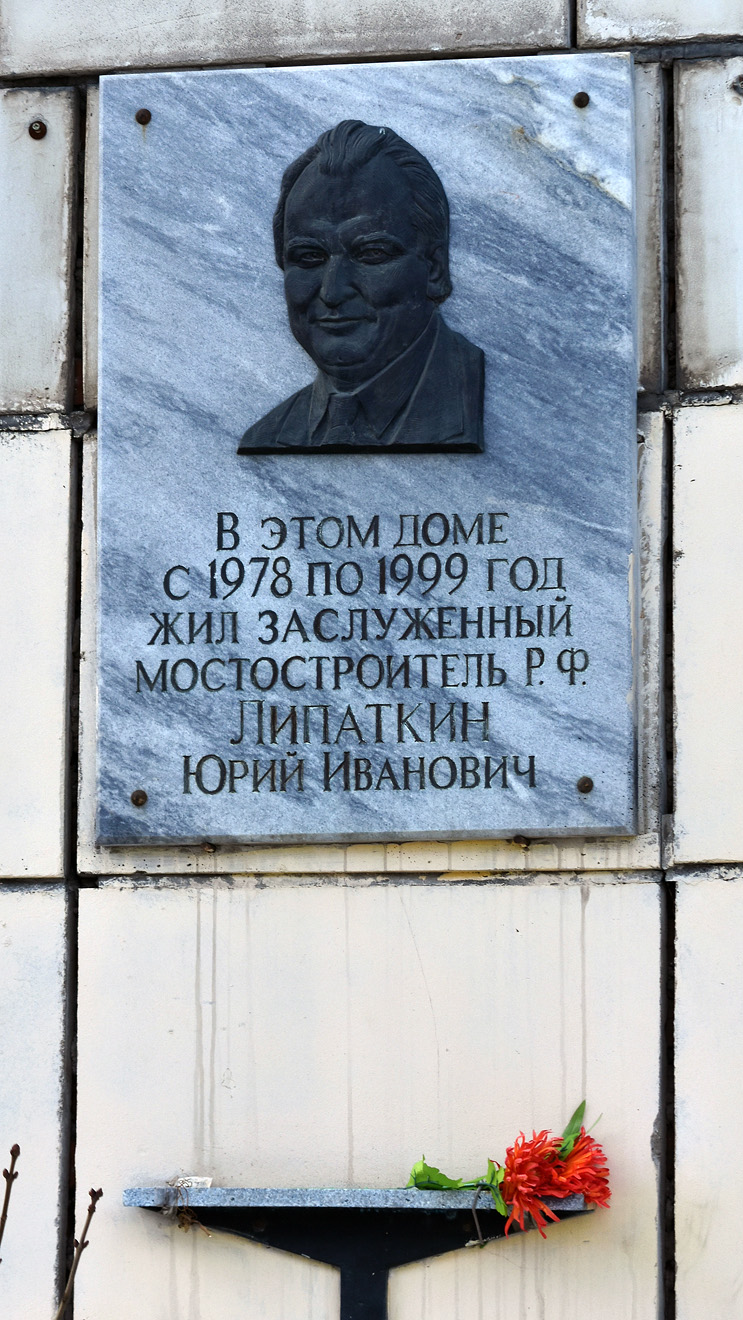 В ЭТОМ ДОМЕ
С 1978 ПО 1999 ГОД
ЖИЛ ЗАСЛУЖЕННЫЙ
МОСТОСТРОИТЕЛЬ Р. Ф.
ЛИПАТКИН
ЮРИЙ ИВАНОВИЧ